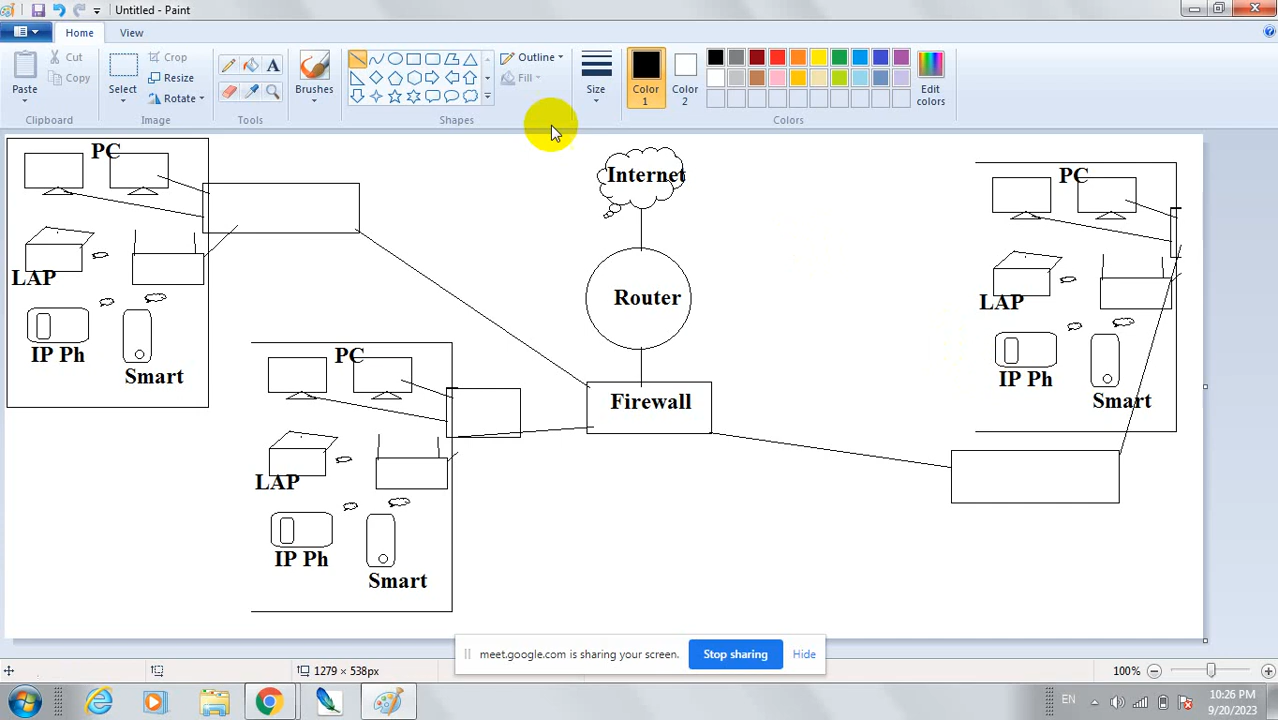 Untitled - Paint
Home
View
Paste
Cut
Copy
Clipboard
Select
Crop
Resize
Rotate
Image
Tools
Brushes
Shapes
Outline
Fill
Size
Color 1
Color 2
Edit colors
Colors
PC
LAP
IP Ph
Smart
PC
LAP
IP Ph
Smart
Internet
Router
Firewall
PC
LAP
IP Ph
Smart
meet.google.com is sharing your screen.
Stop sharing
Hide
1279 × 538px
100%
EN
10:26 PM
9/20/2023